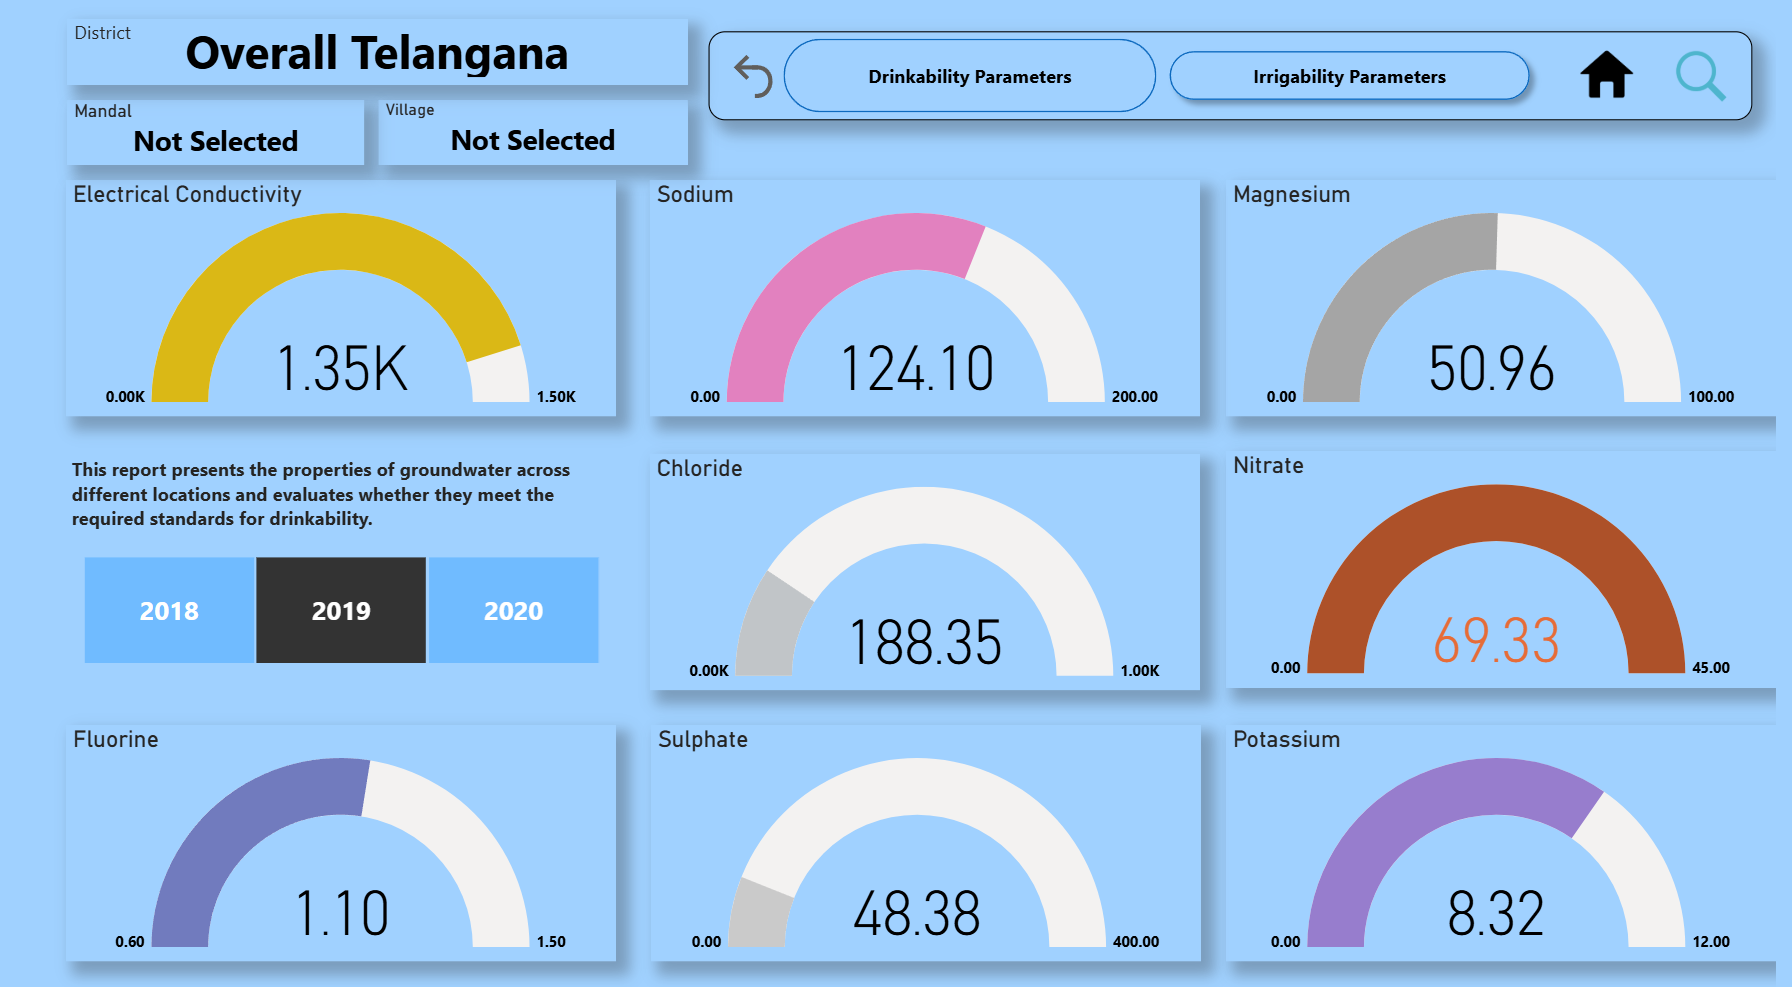 District
Overall Telangana
Mandal
Not Selected
Village
Not Selected
Drinkability Parameters
Irrigability Parameters
Electrical Conductivity
1.35K
0.00K
1.50K
Sodium
124.10
0.00
200.00
Magnesium
50.96
0.00
100.00
This report presents the properties of groundwater across
different locations and evaluates whether they meet the
required standards for drinkability.
2018
2019
2020
Chloride
188.35
0.00K
1.00K
Nitrate
69.33
0.00
45.00
Fluorine
1.10
0.60
1.50
Sulphate
48.38
0.00
400.00
Potassium
8.32
0.00
12.00